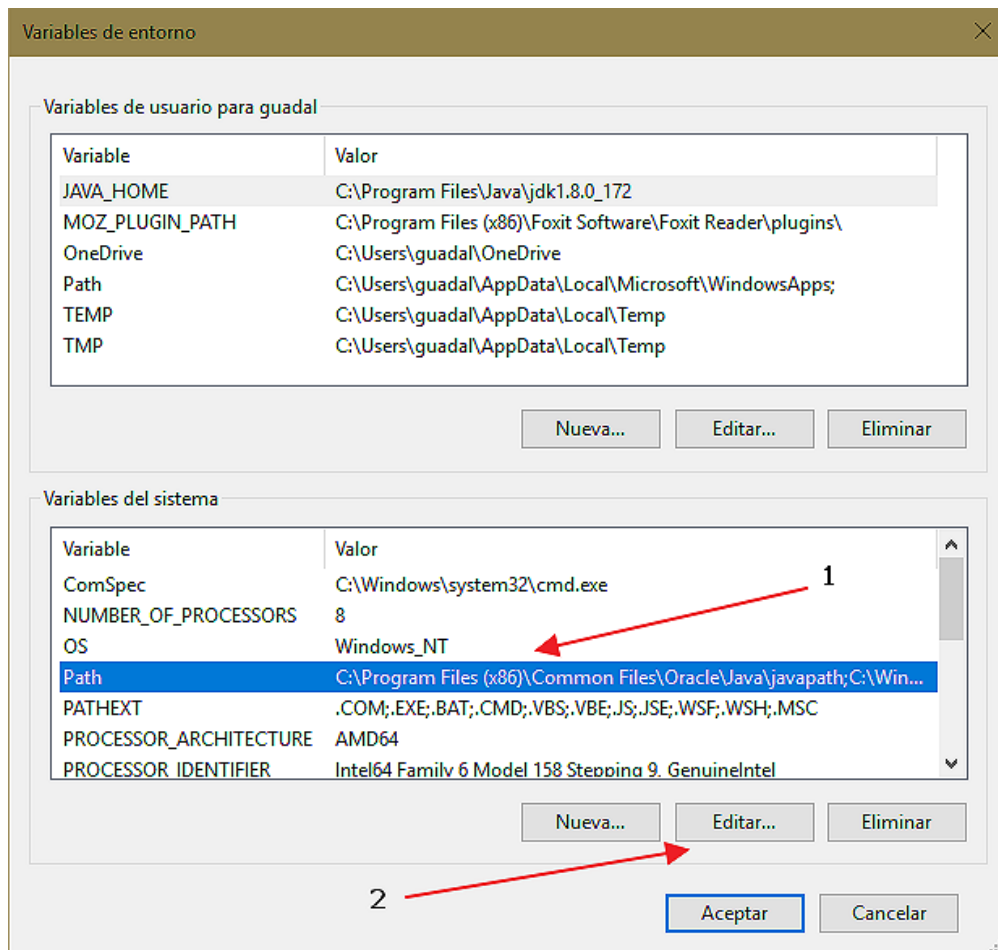 Variables de entorno
Variables de usuario para guadal
Variable Valor
JAVA_HOME C:\Program Files\Java\jdk1.8.0_172
MOZ_PLUGIN_PATH C:\Program Files (x86)\Foxit Software\Foxit Reader\plugins\
OneDrive C:\Users\guadal\OneDrive
Path C:\Users\guadal\AppData\Local\Microsoft\WindowsApps;
TEMP C:\Users\guadal\AppData\Local\Temp
TMP C:\Users\guadal\AppData\Local\Temp
Nueva... Editar... Eliminar
Variables del sistema
Variable Valor
ComSpec C:\Windows\system32\cmd.exe
1
NUMBER_OF_PROCESSORS 8
OS Windows_NT
Path C:\Program Files (x86)\Common Files\Oracle\Java\javapath;C:\Win...
PATHEXT .COM;.EXE;.BAT;.CMD;.VBS;.VBE;.JS;.JSE;.WSF;.WSH;.MSC
PROCESSOR_ARCHITECTURE AMD64
PROCESSOR_IDENTIFIER Intel64 Family 6 Model 158 Stepping 9, GenuineIntel
Nueva... Editar... Eliminar
2
Aceptar Cancelar